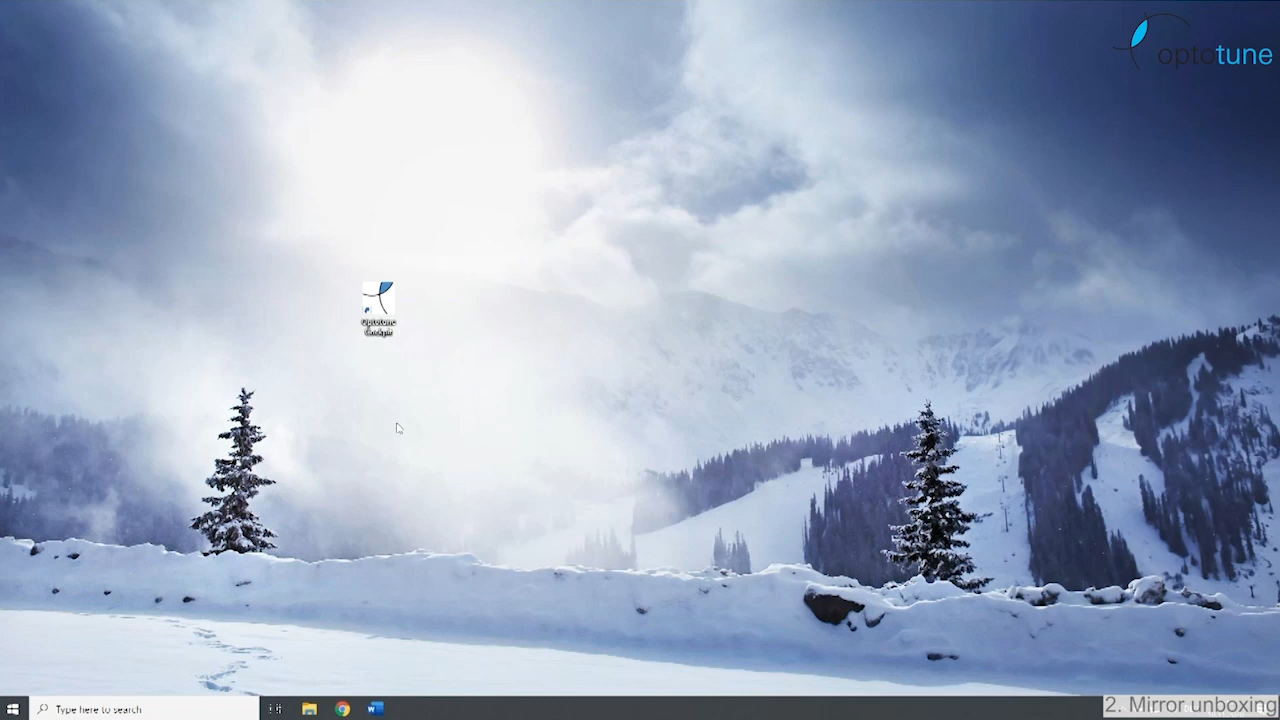 optotune
Optotune
Cockpit
Type here to search
2. Mirror unboxing